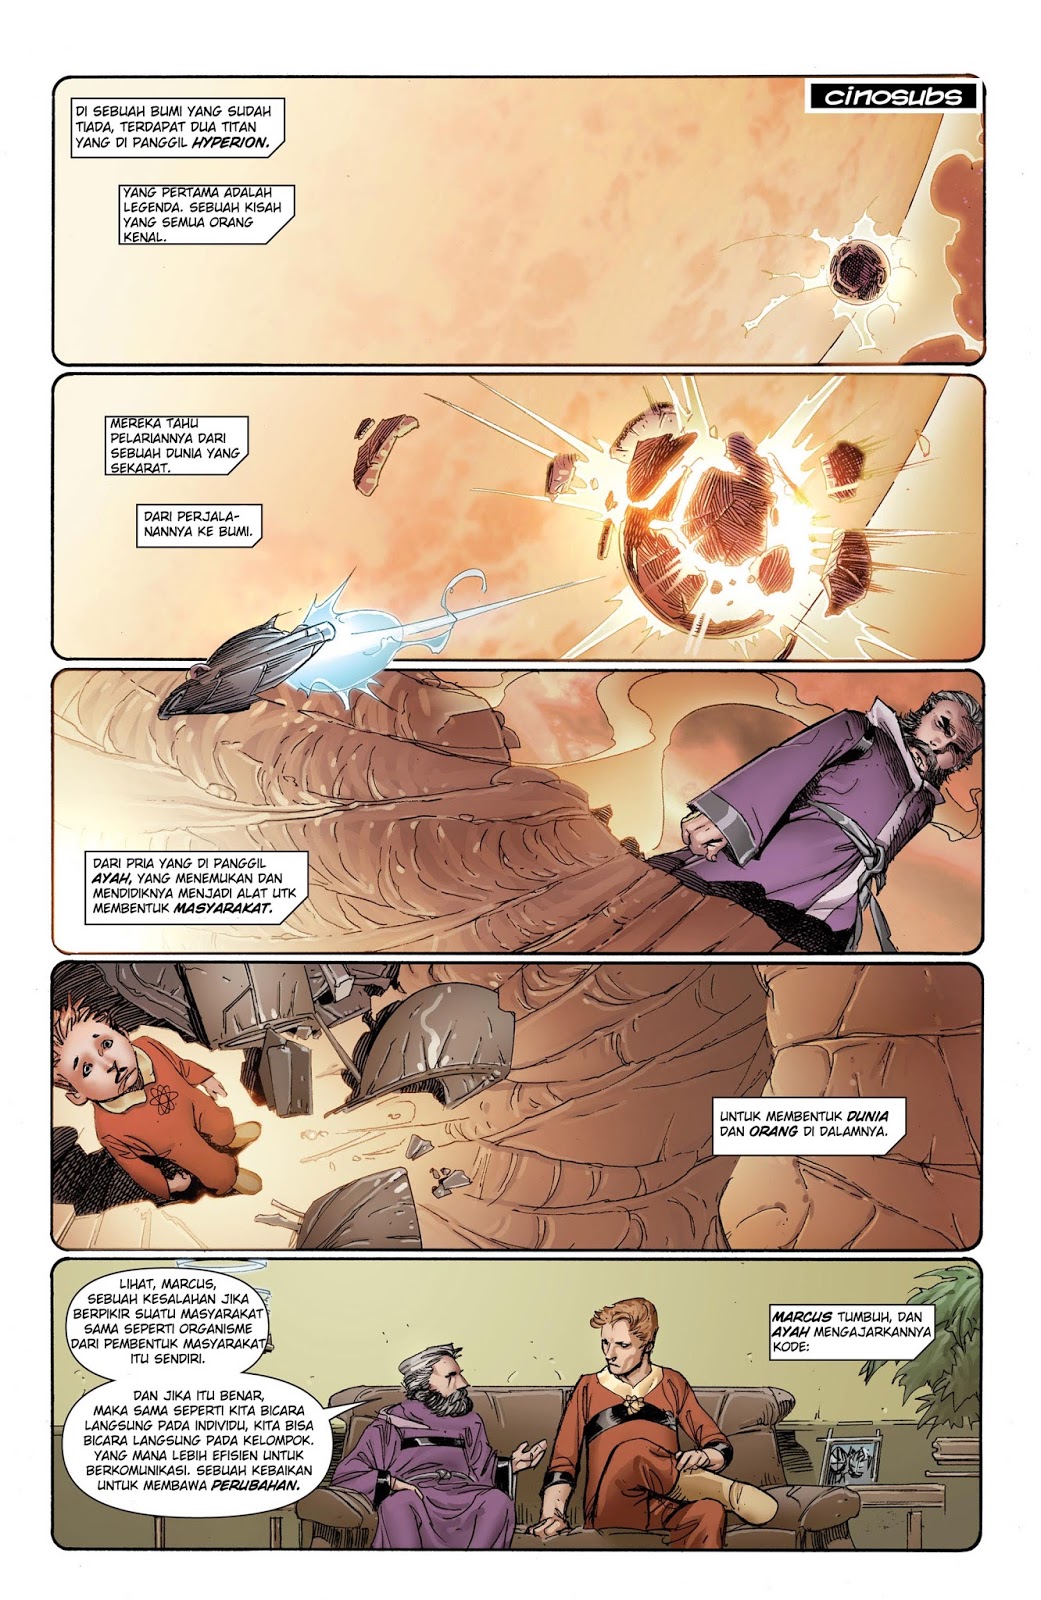 cinosubs
DI SEBUAH BUMI YANG SUDAH
TIADA, TERDAPAT DUA TITAN
YANG DI PANGGIL HYPERION.
YANG PERTAMA ADALAH
LEGENDA. SEBUAH KISAH
YANG SEMUA ORANG
KENAL.
MEREKA TAHU
PELARIANNYA DARI
SEBUAH DUNIA YANG
SEKARAT.
DARI PERJALA-
NANNYA KE BUMI.
DARI PRIA YANG DI PANGGIL
AYAH, YANG MENEMUKAN DAN
MENDIDIKNYA MENJADI ALAT UTK
MEMBENTUK MASYARAKAT.
UNTUK MEMBENTUK DUNIA
DAN ORANG DI DALAMNYA.
LIHAT, MARCUS,
SEBUAH KESALAHAN JIKA
BERPIKIR SUATU MASYARAKAT
SAMA SEPERTI ORGANISME
DARI PEMBENTUK MASYARAKAT
ITU SENDIRI.
DAN JIKA ITU BENAR,
MAKA SAMA SEPERTI KITA BICARA
LANGSUNG PADA INDIVIDU, KITA BISA
BICARA LANGSUNG PADA KELOMPOK.
YANG MANA LEBIH EFISIEN UNTUK
BERKOMUNIKASI. SEBUAH KEBAIKAN
UNTUK MEMBAWA PERUBAHAN.
MARCUS TUMBUH, DAN
AYAH MENGAJARKANNYA
KODE: